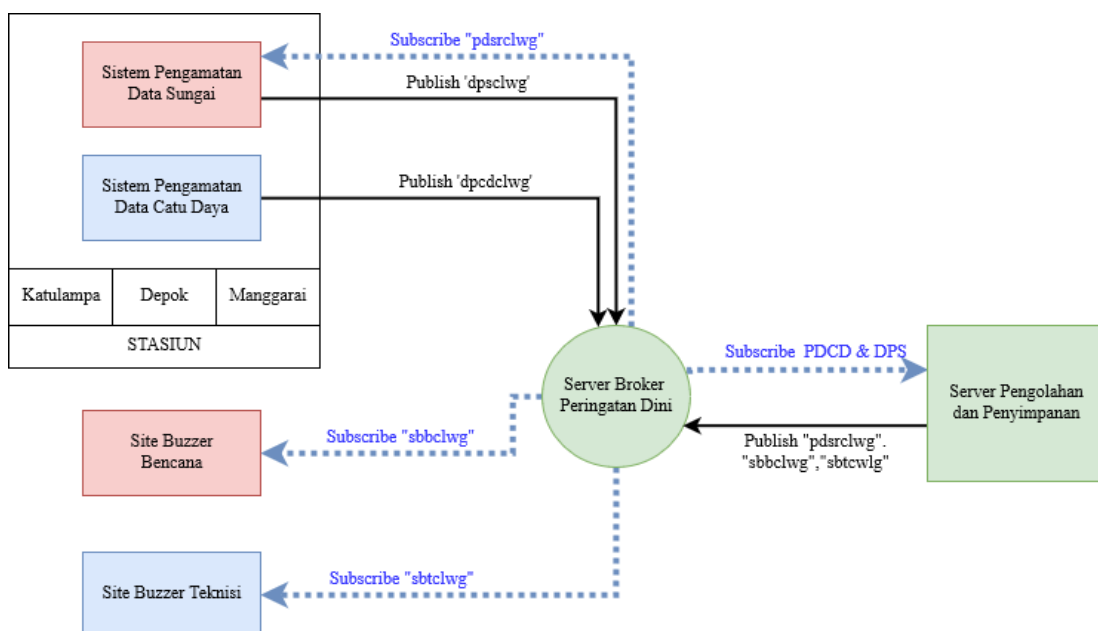 Subscribe "pdsrclwg"
Sistem Pengamatan
Data Sungai
Publish 'dpsclwg'
Sistem Pengamatan
Data Catu Daya
Publish 'dpcdclwg'
Katulampa
Depok
Manggarai
STASIUN
Server Broker
Peringatan Dini
Subscribe PDCD & DPS
Server Pengolahan
dan Penyimpanan
Publish "pdsrclwg".
"sbbclwg","sbtcwlg"
Site Buzzer
Bencana
Subscribe "sbbclwg"
Site Buzzer Teknisi
Subscribe "sbtclwg"